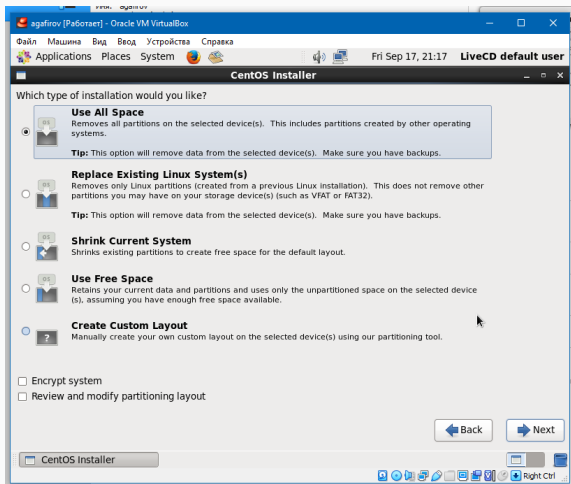 Имя: agafirov
agafirov [Работает] - Oracle VM VirtualBox
Файл Машина Вид Ввод Устройства Справка
Applications Places System Fri Sep 17, 21:17 LiveCD default user
CentOS Installer
Which type of installation would you like?
Use All Space
Removes all partitions on the selected device(s). This includes partitions created by other operating
systems.
Tip: This option will remove data from the selected device(s). Make sure you have backups.
Replace Existing Linux System(s)
Removes only Linux partitions (created from a previous Linux installation). This does not remove other
partitions you may have on your storage device(s) (such as VFAT or FAT32).
Tip: This option will remove data from the selected device(s). Make sure you have backups.
Shrink Current System
Shrinks existing partitions to create free space for the default layout.
Use Free Space
Retains your current data and partitions and uses only the unpartitioned space on the selected device
(s), assuming you have enough free space available.
Create Custom Layout
Manually create your own custom layout on the selected device(s) using our partitioning tool.
Encrypt system
Review and modify partitioning layout
Back Next
CentOS Installer
Right Ctrl